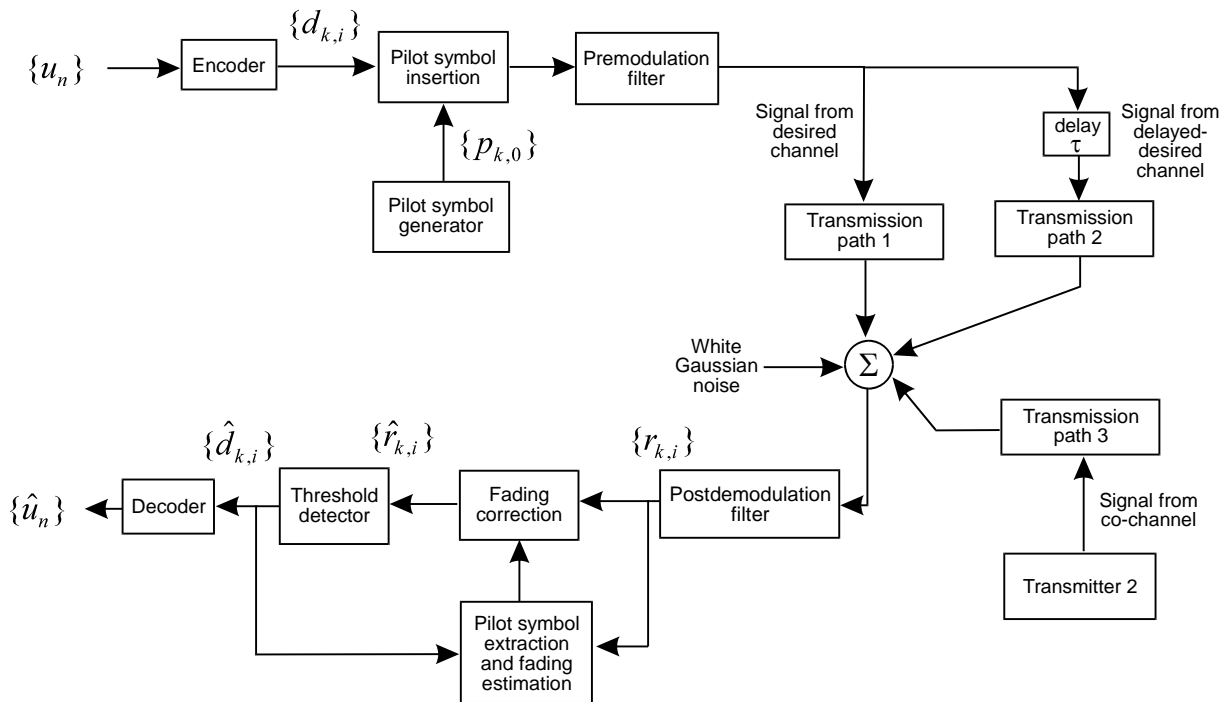 {d_{k,i}}
{u_n}
Encoder
Pilot symbol
insertion
Premodulation
filter
{p_{k,0}}
Pilot symbol
generator
Signal from
desired
channel
delay
τ
Signal from
delayed-
desired
channel
Transmission
path 1
Transmission
path 2
White
Gaussian
noise
Σ
Transmission
path 3
Signal from
co-channel
Transmitter 2
{r_{k,i}}
Postdemodulation
filter
Fading
correction
{\hat{r}_{k,i}}
Threshold
detector
{\hat{d}_{k,i}}
Decoder
{\hat{u}_n}
Pilot symbol
extraction
and fading
estimation